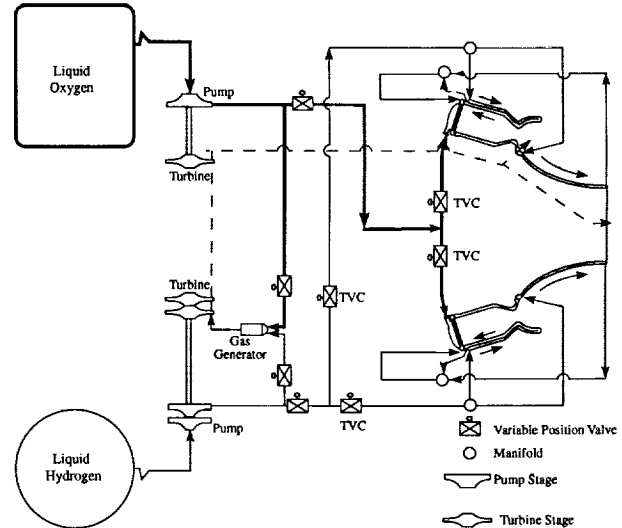 Liquid
Oxygen
Pump
Turbine
TVC
TVC
Turbine
TVC
Gas
Generator
TVC
Pump
Liquid
Hydrogen
Variable Position Valve
Manifold
Pump Stage
Turbine Stage